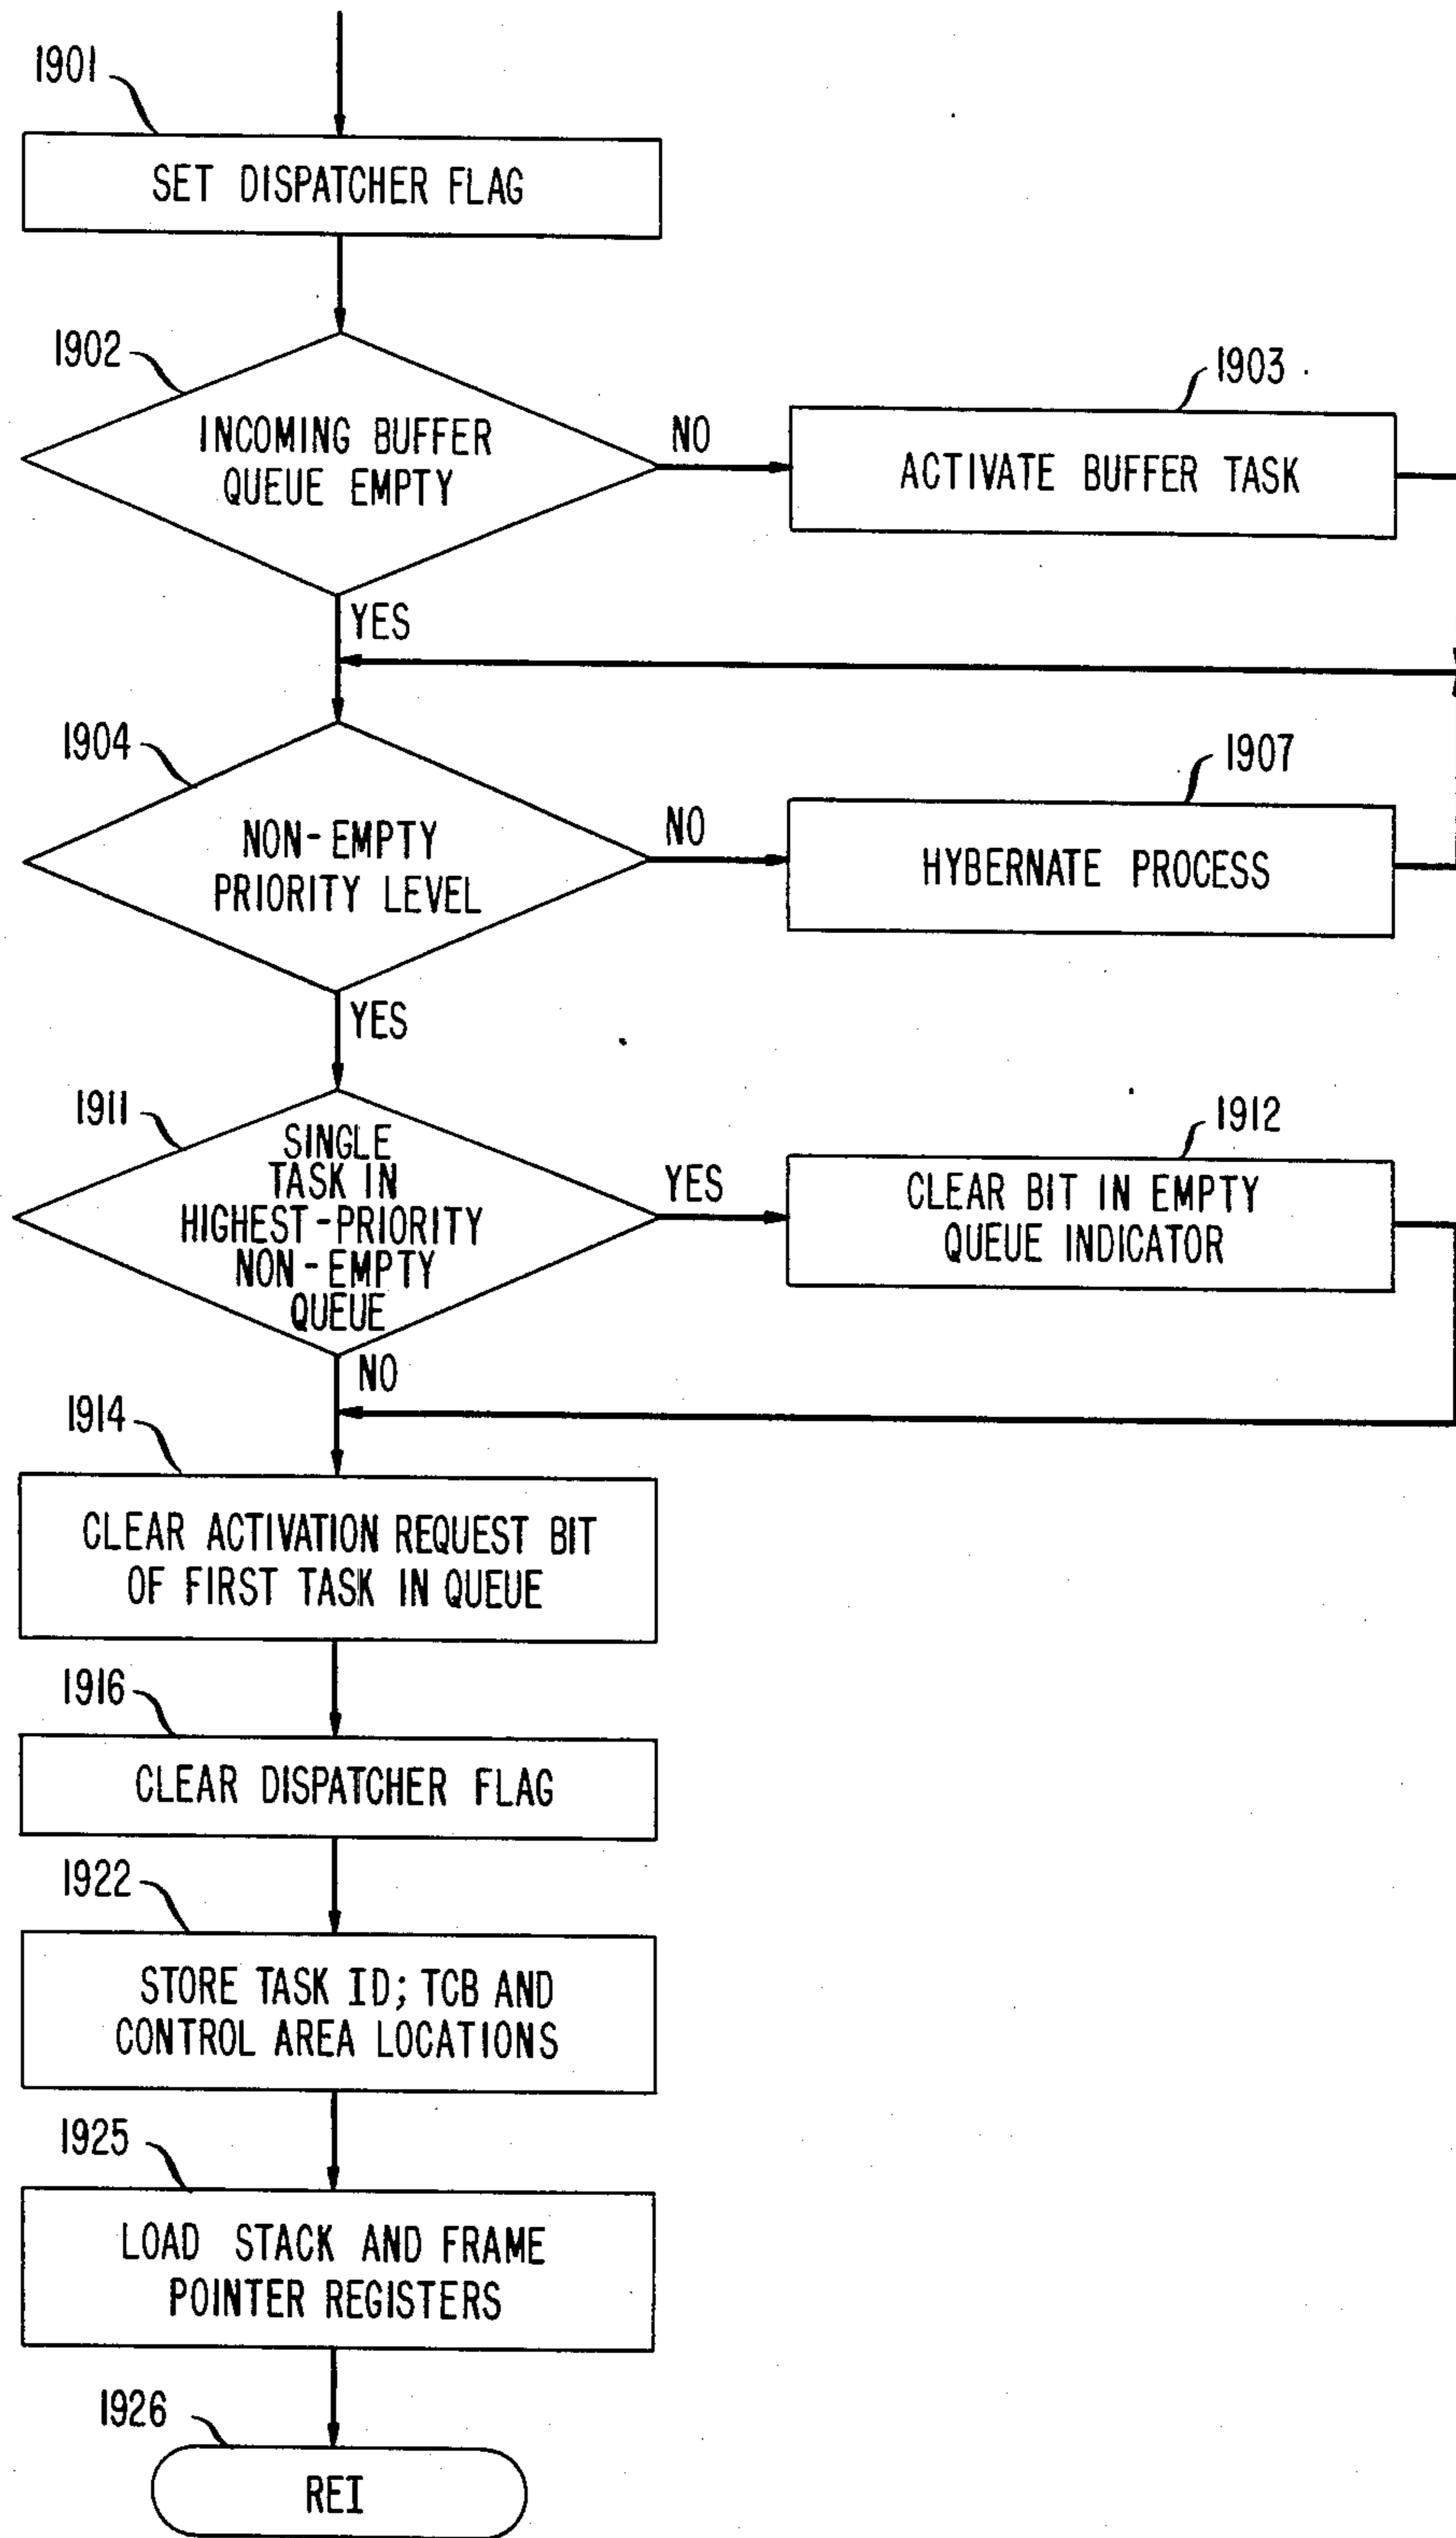 1901
SET DISPATCHER FLAG
1902
INCOMING BUFFER
QUEUE EMPTY
NO
1903
ACTIVATE BUFFER TASK
YES
1904
NON-EMPTY
PRIORITY LEVEL
NO
1907
HYBERNATE PROCESS
YES
1911
SINGLE
TASK IN
HIGHEST-PRIORITY
NON-EMPTY
QUEUE
YES
1912
CLEAR BIT IN EMPTY
QUEUE INDICATOR
NO
1914
CLEAR ACTIVATION REQUEST BIT
OF FIRST TASK IN QUEUE
1916
CLEAR DISPATCHER FLAG
1922
STORE TASK ID; TCB AND
CONTROL AREA LOCATIONS
1925
LOAD STACK AND FRAME
POINTER REGISTERS
1926
REI